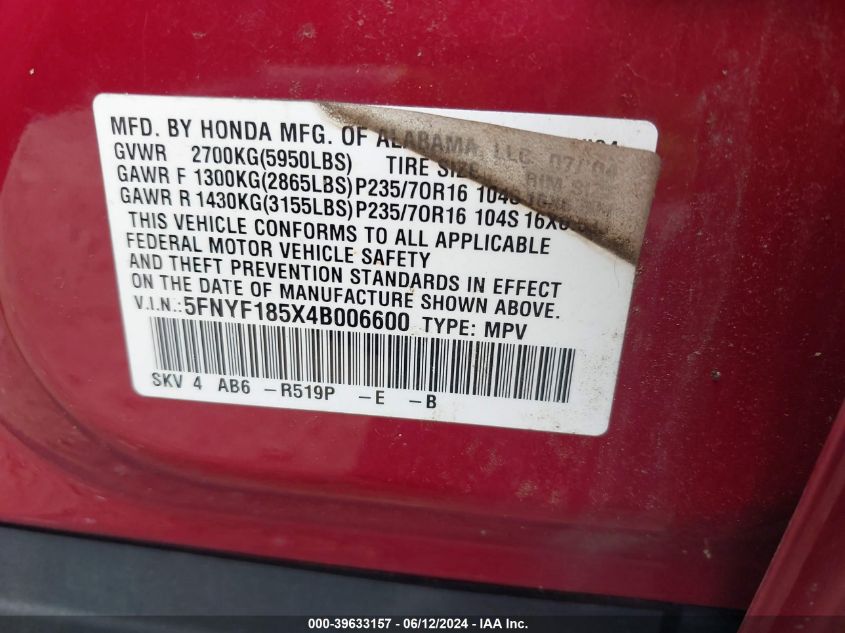 MFD. BY HONDA MFG. OF ALABAMA, LLC 07/04
GVWR 2700KG(5950LBS) TIRE SIZE RIM SIZE
GAWR F 1300KG(2865LBS)P235/70R16 104S
GAWR R 1430KG(3155LBS)P235/70R16 104S 16X6
THIS VEHICLE CONFORMS TO ALL APPLICABLE
FEDERAL MOTOR VEHICLE SAFETY
AND THEFT PREVENTION STANDARDS IN EFFECT
ON THE DATE OF MANUFACTURE SHOWN ABOVE.
V.I.N.:5FNYF185X4B006600 TYPE: MPV
SKV 4 AB6 -R519P -E -B
000-39633157 - 06/12/2024 - IAA, Inc.